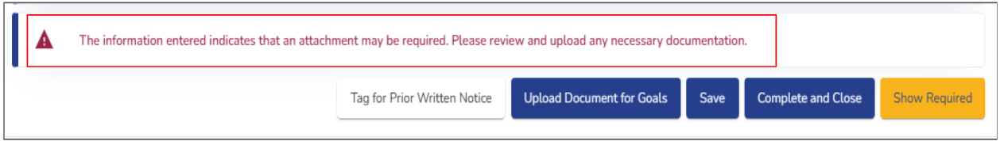 The information entered indicates that an attachment may be required. Please review and upload any necessary documentation.
Tag for Prior Written Notice Upload Document for Goals Save Complete and Close Show Required